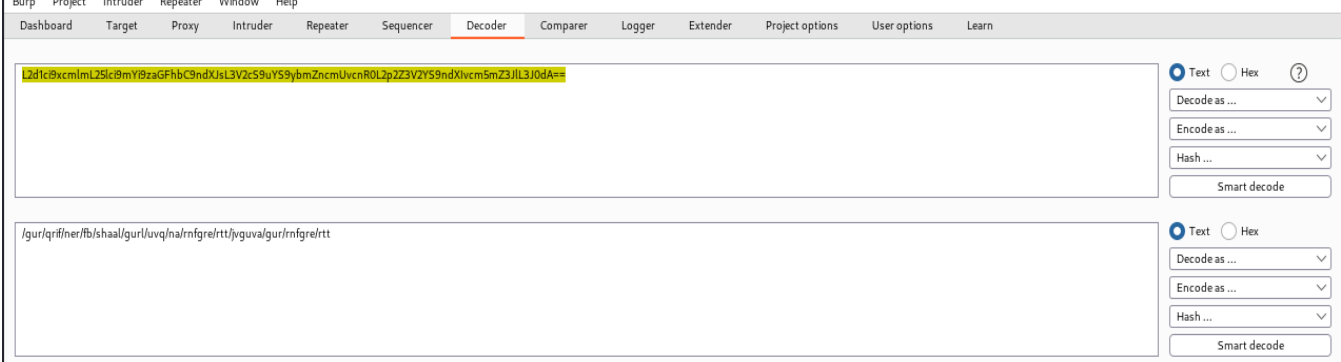 Burp Project Intruder Repeater Window Help
Dashboard Target Proxy Intruder Repeater Sequencer Decoder Comparer Logger Extender Project options User options Learn
L2d1ci9xcmlmL25lci9mYi9zaGFhbC9ndXJsL3V2cS9uYS9ybmZncmUvcnR0L2p2Z3V2YS9ndXIvcm5mZ3JlL3J0dA==
Text Hex ?
Decode as ...
Encode as ...
Hash ...
Smart decode
/gur/qrif/ner/fb/shaal/gurl/uvq/na/rnfgre/rtt/jvguva/gur/rnfgre/rtt
Text Hex
Decode as ...
Encode as ...
Hash ...
Smart decode